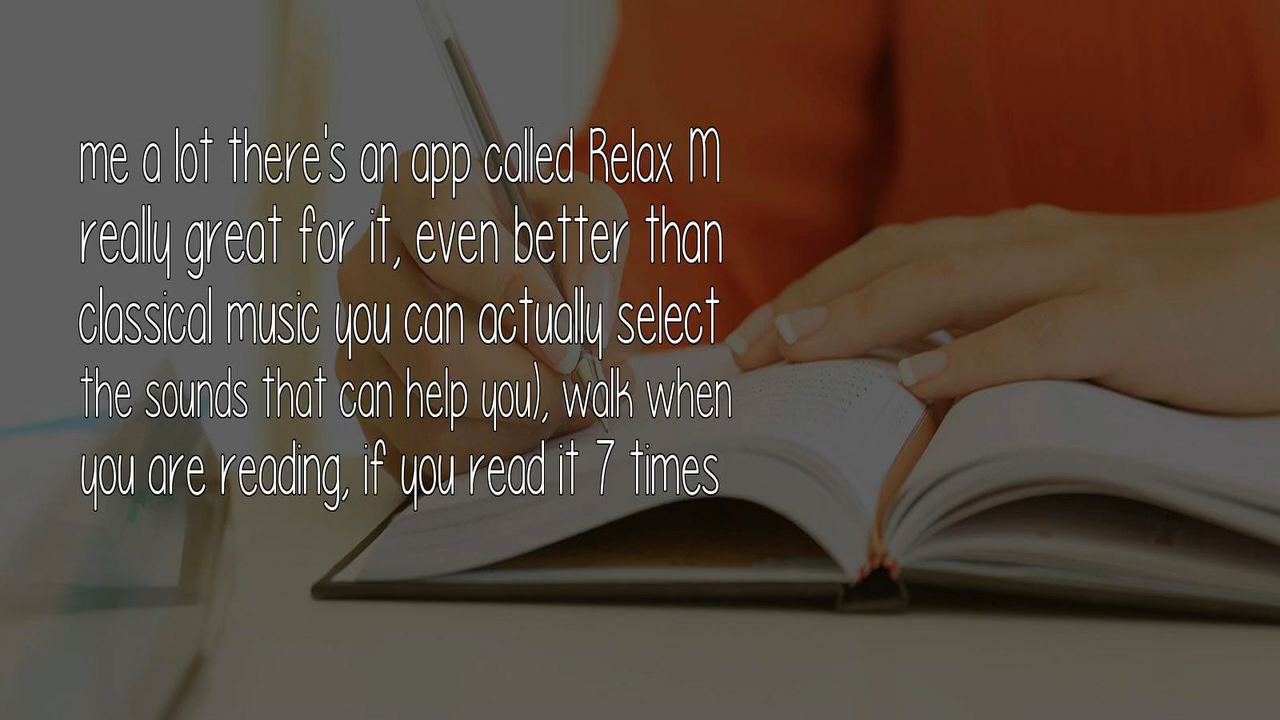 me a lot there's an app called Relax M
really great for it, even better than
classical music you can actually select
the sounds that can help you), walk when
you are reading, if you read it 7 times